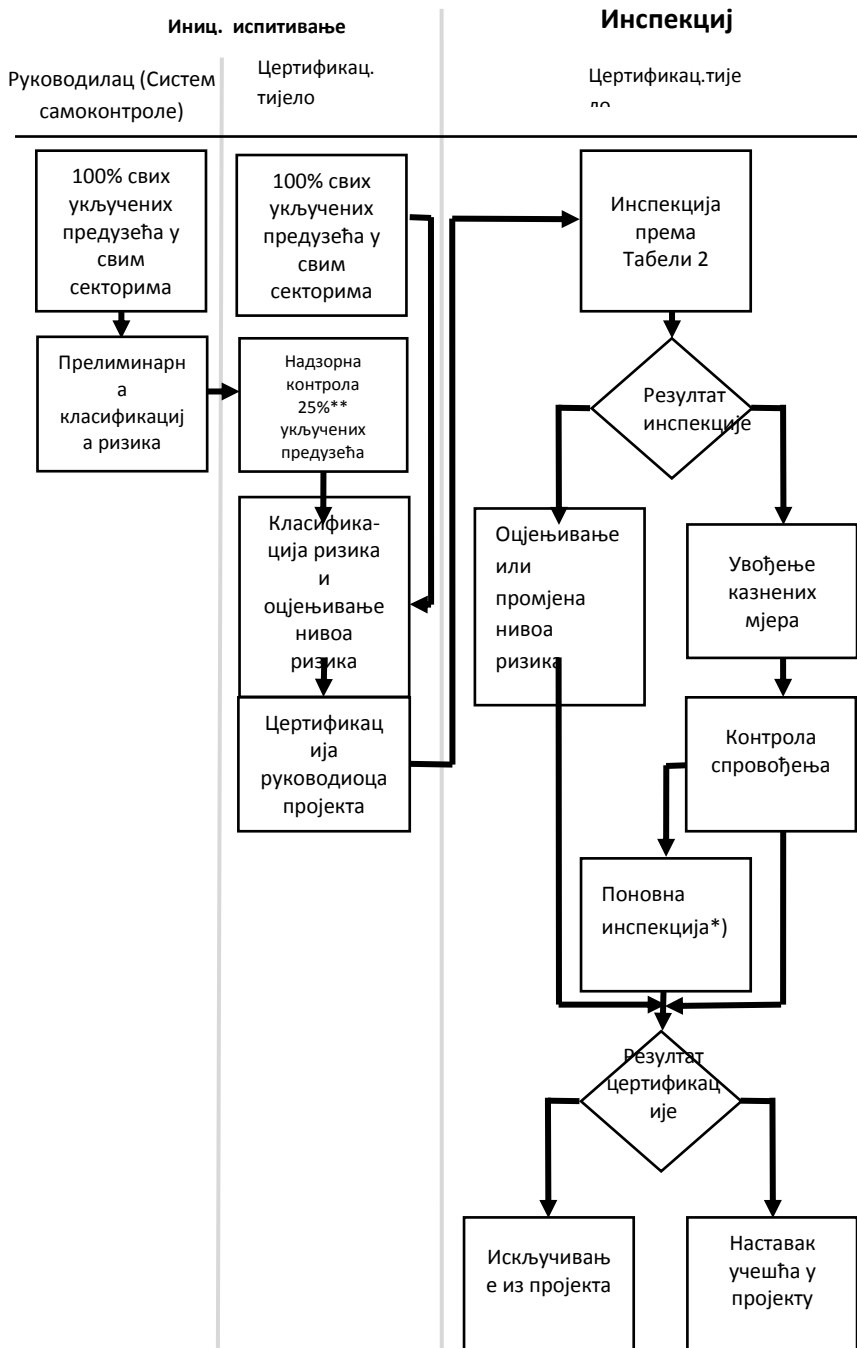 Иниц. испитивање
Инспекциј
Руководилац (Систем
самоконтроле)
Цертификац.
тијело
Цертификац.тије
ло
100% свих
укључених
предузећа у
свим
секторима
100% свих
укључених
предузећа у
свим
секторима
Инспекција
према
Табели 2
Прелиминарн
а
класификациј
а ризика
Надзорна
контрола
25%**
укључених
предузећа
Резултат
инспекције
Класифика-
ција ризика
и
оцјењивање
нивоа
ризика
Оцјењивање
или
промјена
нивоа
ризика
Увођење
казнених
мјера
Цертификац
ија
руководиоца
пројекта
Контрола
спровођења
Поновна
инспекција*)
Резултат
цертификац
ије
Искључивањ
е из пројекта
Наставак
учешћа у
пројекту